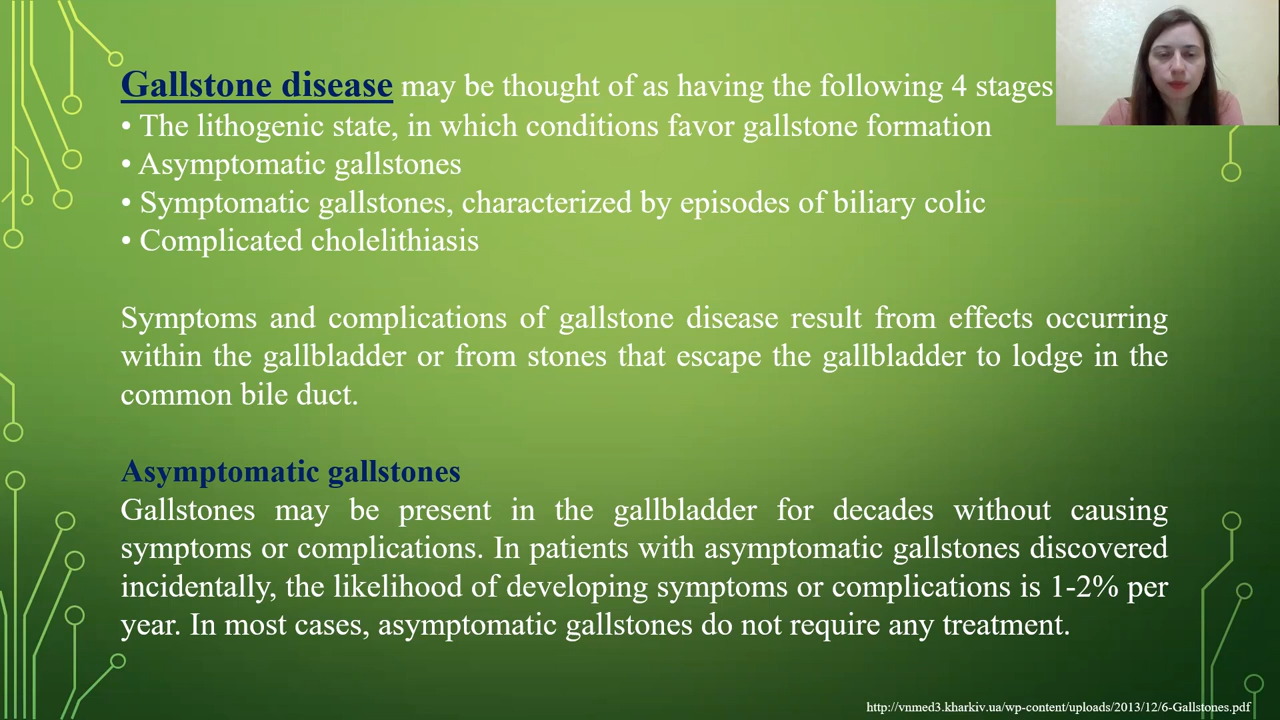 Gallstone disease may be thought of as having the following 4 stages
• The lithogenic state, in which conditions favor gallstone formation
• Asymptomatic gallstones
• Symptomatic gallstones, characterized by episodes of biliary colic
• Complicated cholelithiasis
Symptoms and complications of gallstone disease result from effects occurring
within the gallbladder or from stones that escape the gallbladder to lodge in the
common bile duct.
Asymptomatic gallstones
Gallstones may be present in the gallbladder for decades without causing
symptoms or complications. In patients with asymptomatic gallstones discovered
incidentally, the likelihood of developing symptoms or complications is 1-2% per
year. In most cases, asymptomatic gallstones do not require any treatment.
http://vnmed3.kharkiv.ua/wp-content/uploads/2013/12/6-Gallstones.pdf